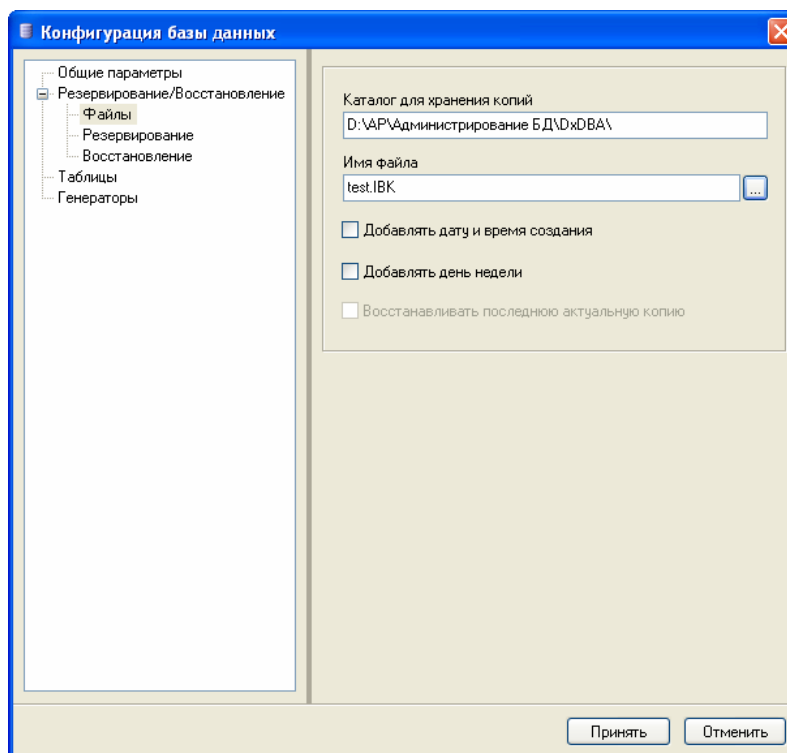 Конфигурация базы данных
Общие параметры
Резервирование/Восстановление
Файлы
Резервирование
Восстановление
Таблицы
Генераторы
Каталог для хранения копий
D:\AP\Администрирование БД\DxDBA\
Имя файла
test.IBK
...
Добавлять дату и время создания
Добавлять день недели
Восстанавливать последнюю актуальную копию
Принять
Отменить